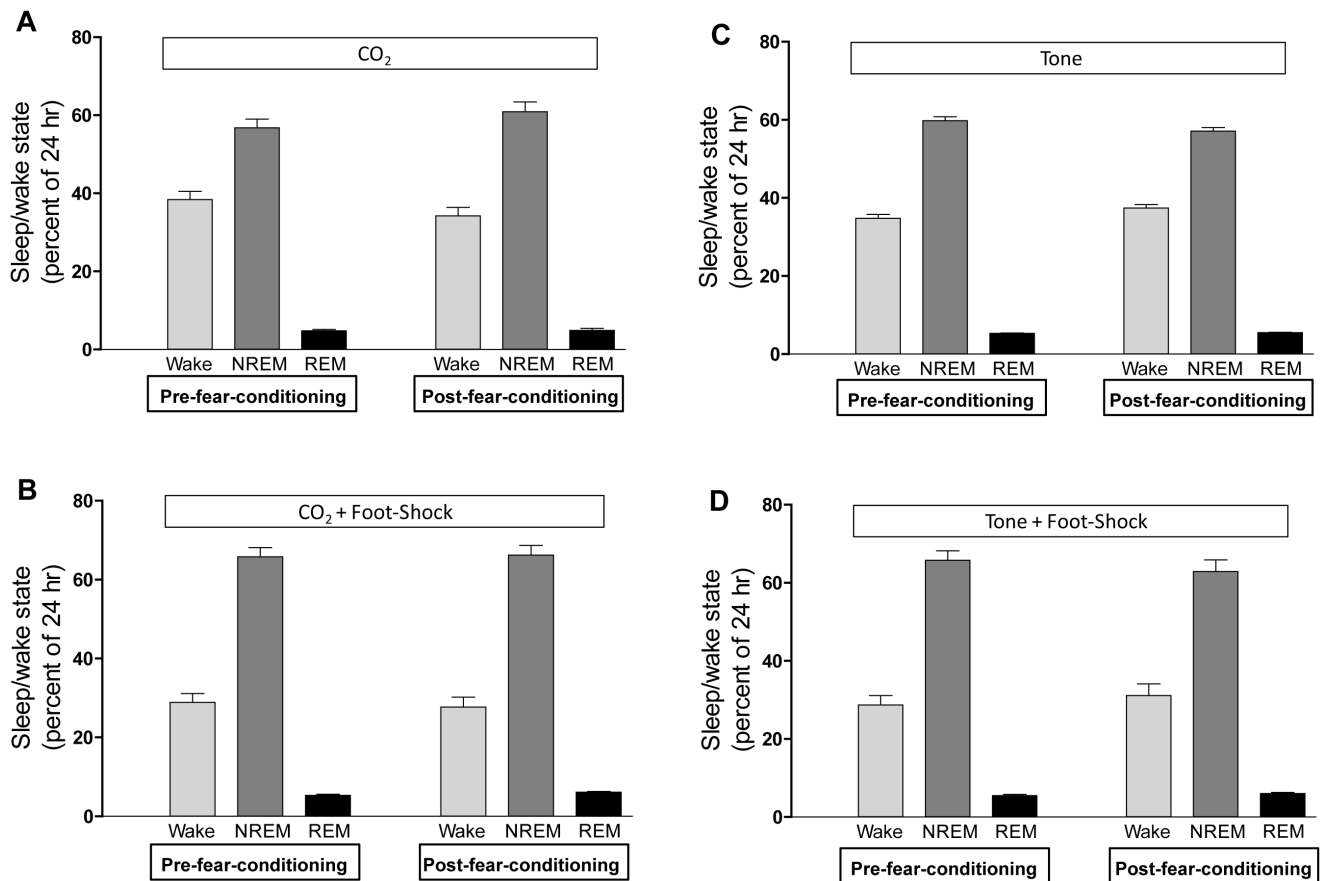 A
CO₂
Sleep/wake state
(percent of 24 hr)
80
60
40
20
0
Wake NREM REM Wake NREM REM
Pre-fear-conditioning Post-fear-conditioning
C
Tone
Sleep/wake state
(percent of 24 hr)
80
60
40
20
0
Wake NREM REM Wake NREM REM
Pre-fear-conditioning Post-fear-conditioning
B
CO₂ + Foot-Shock
Sleep/wake state
(percent of 24 hr)
80
60
40
20
0
Wake NREM REM Wake NREM REM
Pre-fear-conditioning Post-fear-conditioning
D
Tone + Foot-Shock
Sleep/wake state
(percent of 24 hr)
80
60
40
20
0
Wake NREM REM Wake NREM REM
Pre-fear-conditioning Post-fear-conditioning